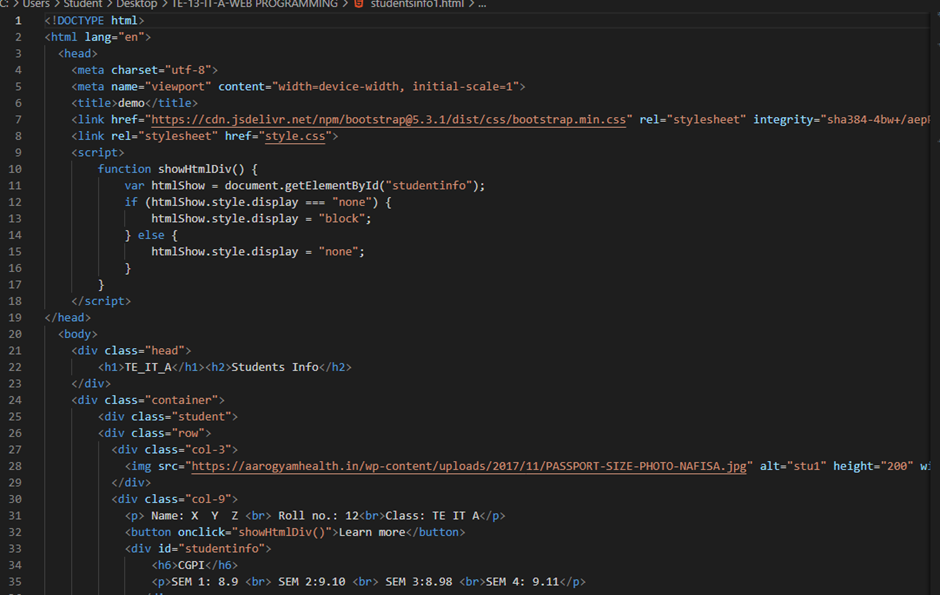 C: > Users > Student > Desktop > TE-13-IT-A-WEB PROGRAMMING > studentsinfo1.html > ...
1 <!DOCTYPE html>
2 <html lang="en">
3 <head>
4 <meta charset="utf-8">
5 <meta name="viewport" content="width=device-width, initial-scale=1">
6 <title>demo</title>
7 <link href="https://cdn.jsdelivr.net/npm/bootstrap@5.3.1/dist/css/bootstrap.min.css" rel="stylesheet" integrity="sha384-4bw+/aep
8 <link rel="stylesheet" href="style.css">
9 <script>
10 function showHtmlDiv() {
11 var htmlShow = document.getElementById("studentinfo");
12 if (htmlShow.style.display === "none") {
13 htmlShow.style.display = "block";
14 } else {
15 htmlShow.style.display = "none";
16 }
17 }
18 </script>
19 </head>
20 <body>
21 <div class="head">
22 <h1>TE_IT_A</h1><h2>Students Info</h2>
23 </div>
24 <div class="container">
25 <div class="student">
26 <div class="row">
27 <div class="col-3">
28 <img src="https://aarogyamhealth.in/wp-content/uploads/2017/11/PASSPORT-SIZE-PHOTO-NAFISA.jpg" alt="stu1" height="200" wi
29 </div>
30 <div class="col-9">
31 <p> Name: X Y Z <br> Roll no.: 12<br>Class: TE IT A</p>
32 <button onclick="showHtmlDiv()">Learn more</button>
33 <div id="studentinfo">
34 <h6>CGPI</h6>
35 <p>SEM 1: 8.9 <br> SEM 2:9.10 <br> SEM 3:8.98 <br>SEM 4: 9.11</p>